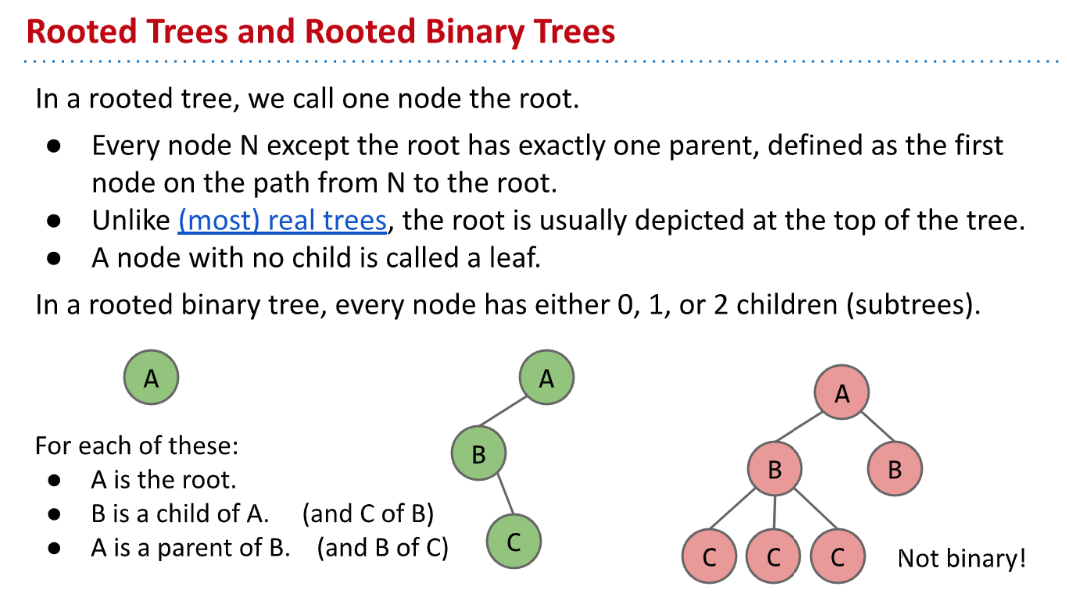 Rooted Trees and Rooted Binary Trees
In a rooted tree, we call one node the root.
● Every node N except the root has exactly one parent, defined as the first
node on the path from N to the root.
● Unlike (most) real trees, the root is usually depicted at the top of the tree.
● A node with no child is called a leaf.
In a rooted binary tree, every node has either 0, 1, or 2 children (subtrees).
A
For each of these:
● A is the root.
● B is a child of A. (and C of B)
● A is a parent of B. (and B of C)
A
B
C
A
B B
C C C
Not binary!